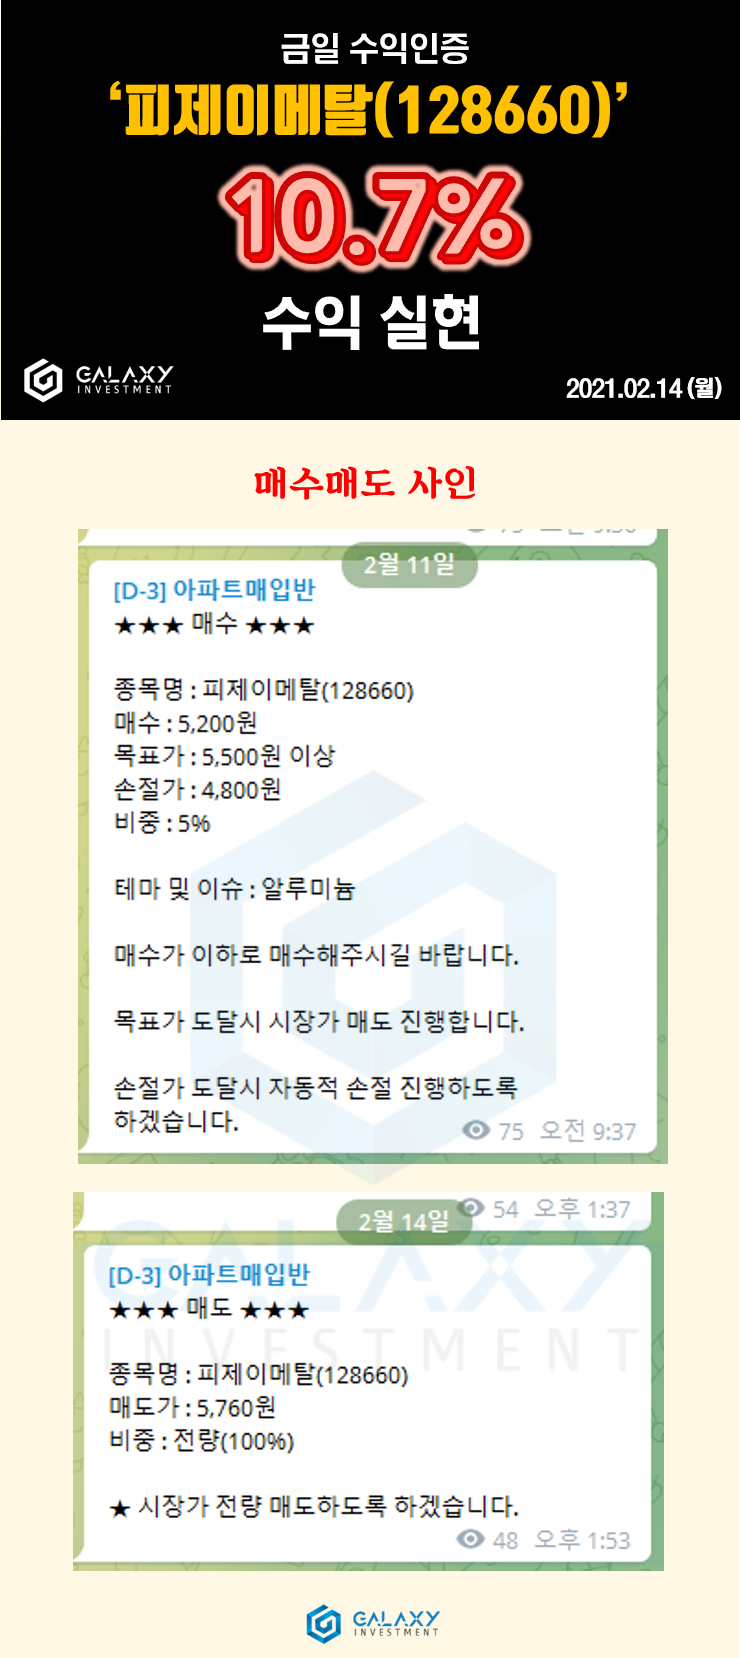 금일 수익인증
‘피제이메탈(128660)’
10.7%
수익 실현
GALAXY
INVESTMENT
2021.02.14 (월)
매수매도 사인
2월 11일
[D-3] 아파트매입반
★★★ 매수 ★★★
종목명 : 피제이메탈(128660)
매수 : 5,200원
목표가 : 5,500원 이상
손절가 : 4,800원
비중 : 5%
테마 및 이슈 : 알루미늄
매수가 이하로 매수해주시길 바랍니다.
목표가 도달시 시장가 매도 진행합니다.
손절가 도달시 자동적 손절 진행하도록
하겠습니다.
75 오전 9:37
54 오후 1:37
2월 14일
[D-3] 아파트매입반
★★★ 매도 ★★★
GALAXY
INVESTMENT
종목명 : 피제이메탈(128660)
매도가 : 5,760원
비중 : 전량(100%)
★ 시장가 전량 매도하도록 하겠습니다.
48 오후 1:53
GALAXY
INVESTMENT